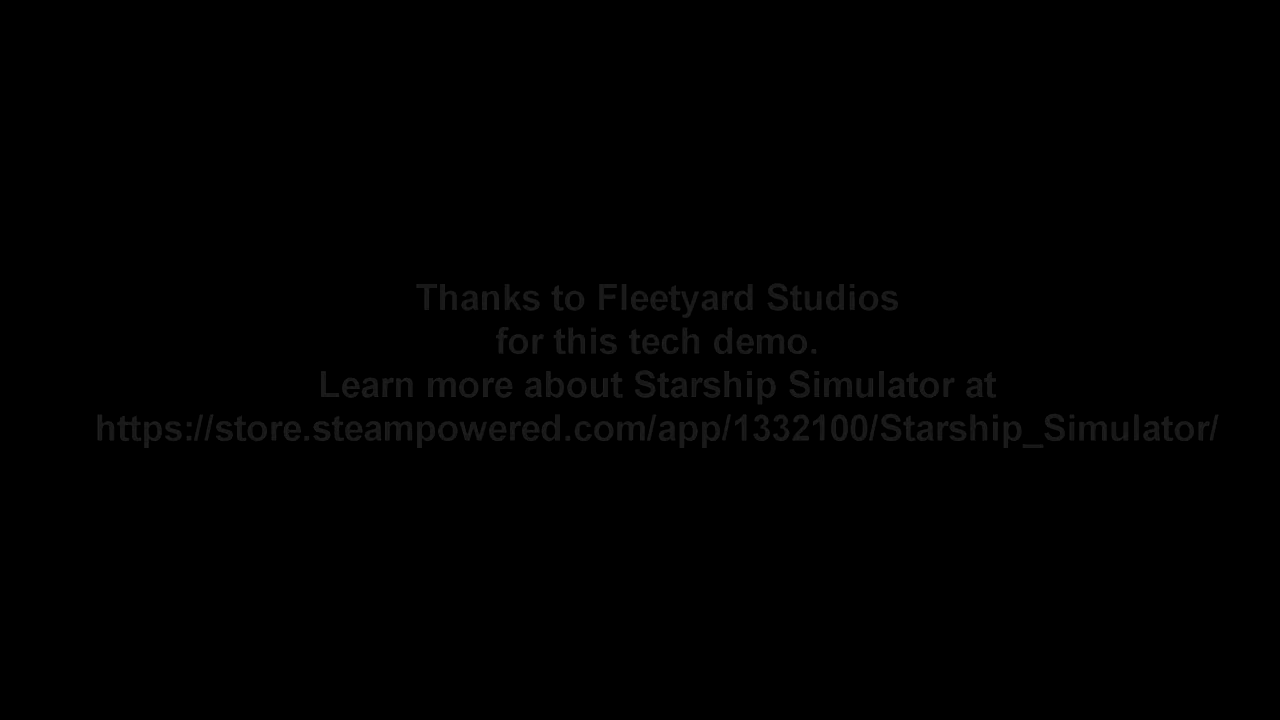 Thanks to Fleetyard Studios
for this tech demo.
Learn more about Starship Simulator at
https://store.steampowered.com/app/1332100/Starship_Simulator/